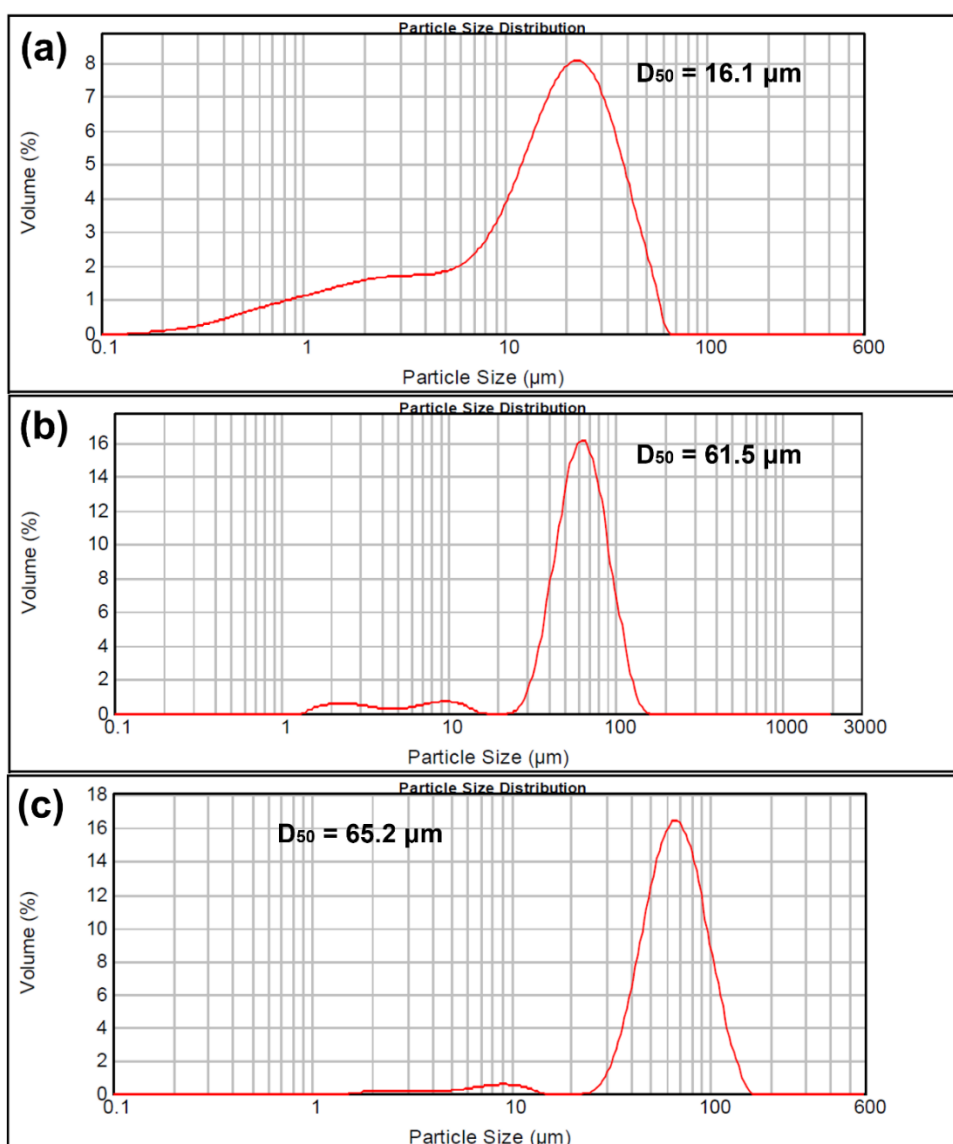 Particle Size Distribution
(a)
D₅₀ = 16.1 µm
8
7
6
5
4
3
2
1
0
Volume (%)
0.1 1 10 100 600
Particle Size (µm)
Particle Size Distribution
(b)
D₅₀ = 61.5 µm
16
14
12
10
8
6
4
2
0
Volume (%)
0.1 1 10 100 1000 3000
Particle Size (µm)
Particle Size Distribution
(c)
D₅₀ = 65.2 µm
18
16
14
12
10
8
6
4
2
0
Volume (%)
0.1 1 10 100 600
Particle Size (µm)